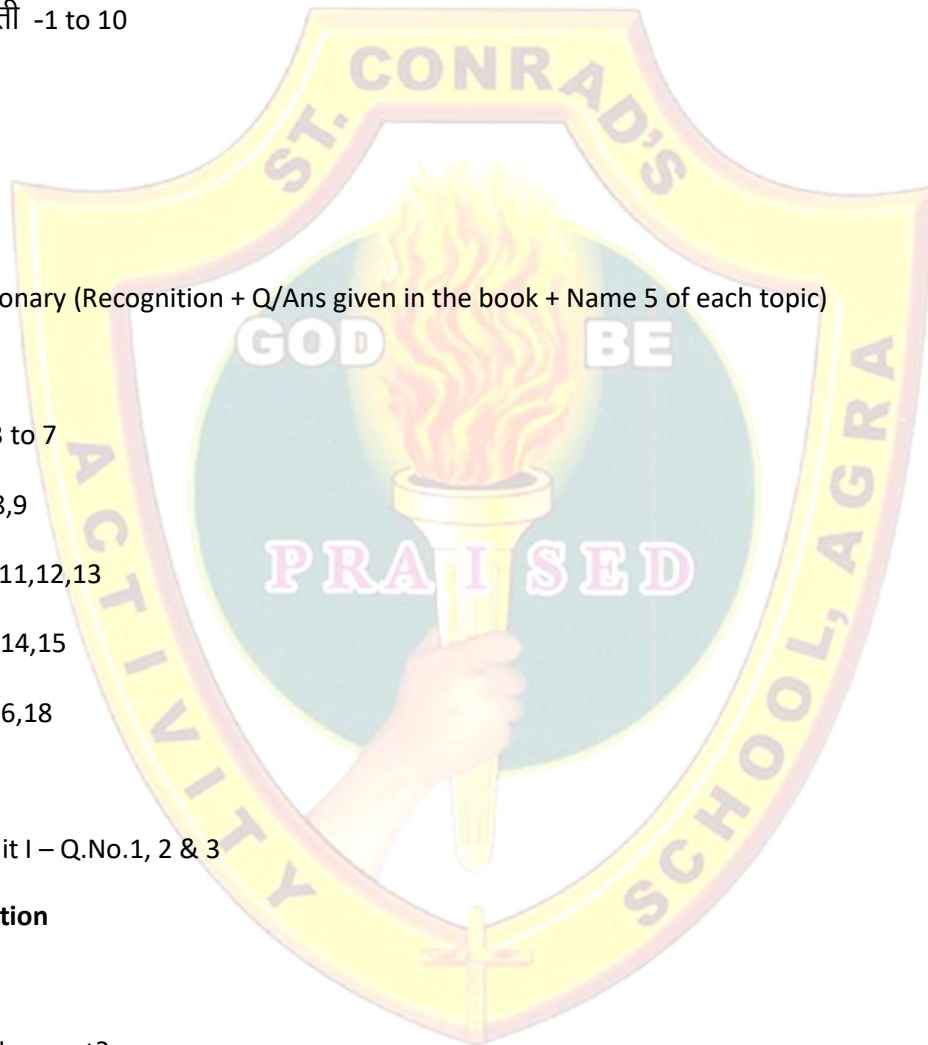 ती -1 to 10
ST. CONRAD'S
onary (Recognition + Q/Ans given in the book + Name 5 of each topic)
GOD BE
to 7
,9
PRAISED
11,12,13
14,15
6,18
it I – Q.No.1, 2 & 3
tion
ACTIVITY
SCHOOL, AGRA